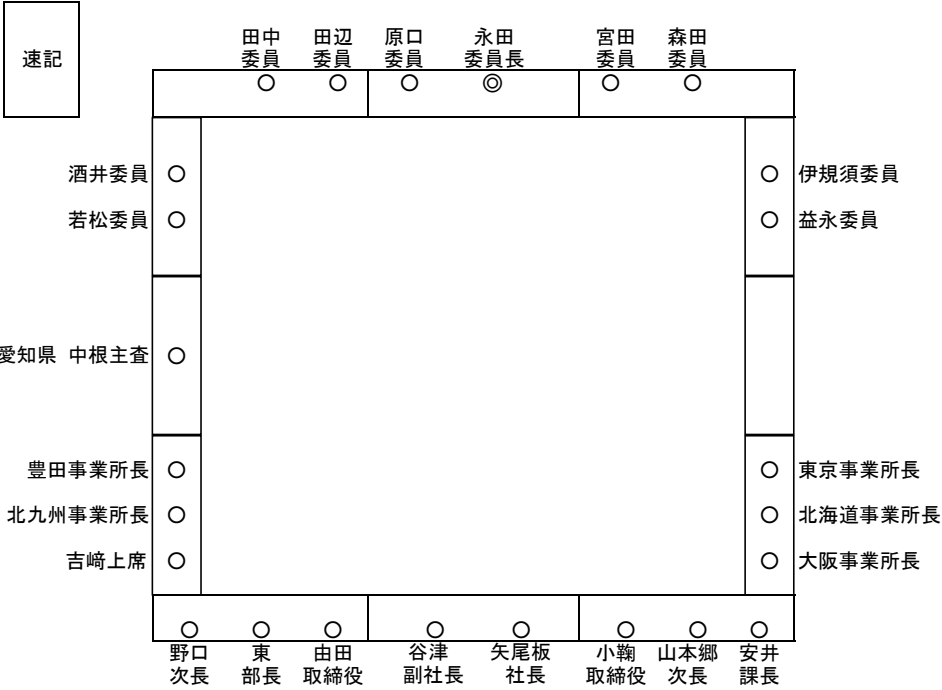 速記
田中 田辺 原口 永田 宮田 森田
委員 委員 委員 委員長 委員 委員
酒井委員
伊規須委員
若松委員
益永委員
愛知県 中根主査
豊田事業所長
東京事業所長
北九州事業所長
北海道事業所長
吉﨑上席
大阪事業所長
野口 東 由田 谷津 矢尾板 小鞠 山本郷 安井
次長 部長 取締役 副社長 社長 取締役 次長 課長